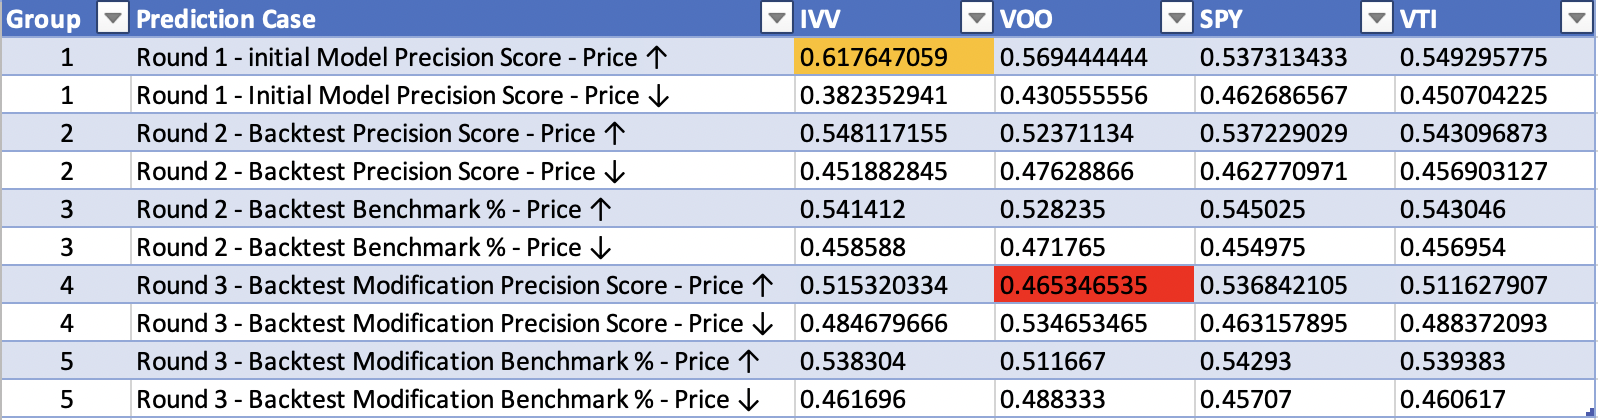 Group Prediction Case IVV VOO SPY VTI
1 Round 1 - initial Model Precision Score - Price ↑ 0.617647059 0.569444444 0.537313433 0.549295775
1 Round 1 - Initial Model Precision Score - Price ↓ 0.382352941 0.430555556 0.462686567 0.450704225
2 Round 2 - Backtest Precision Score - Price ↑ 0.548117155 0.52371134 0.537229029 0.543096873
2 Round 2 - Backtest Precision Score - Price ↓ 0.451882845 0.47628866 0.462770971 0.456903127
3 Round 2 - Backtest Benchmark % - Price ↑ 0.541412 0.528235 0.545025 0.543046
3 Round 2 - Backtest Benchmark % - Price ↓ 0.458588 0.471765 0.454975 0.456954
4 Round 3 - Backtest Modification Precision Score - Price ↑ 0.515320334 0.465346535 0.536842105 0.511627907
4 Round 3 - Backtest Modification Precision Score - Price ↓ 0.484679666 0.534653465 0.463157895 0.488372093
5 Round 3 - Backtest Modification Benchmark % - Price ↑ 0.538304 0.511667 0.54293 0.539383
5 Round 3 - Backtest Modification Benchmark % - Price ↓ 0.461696 0.488333 0.45707 0.460617